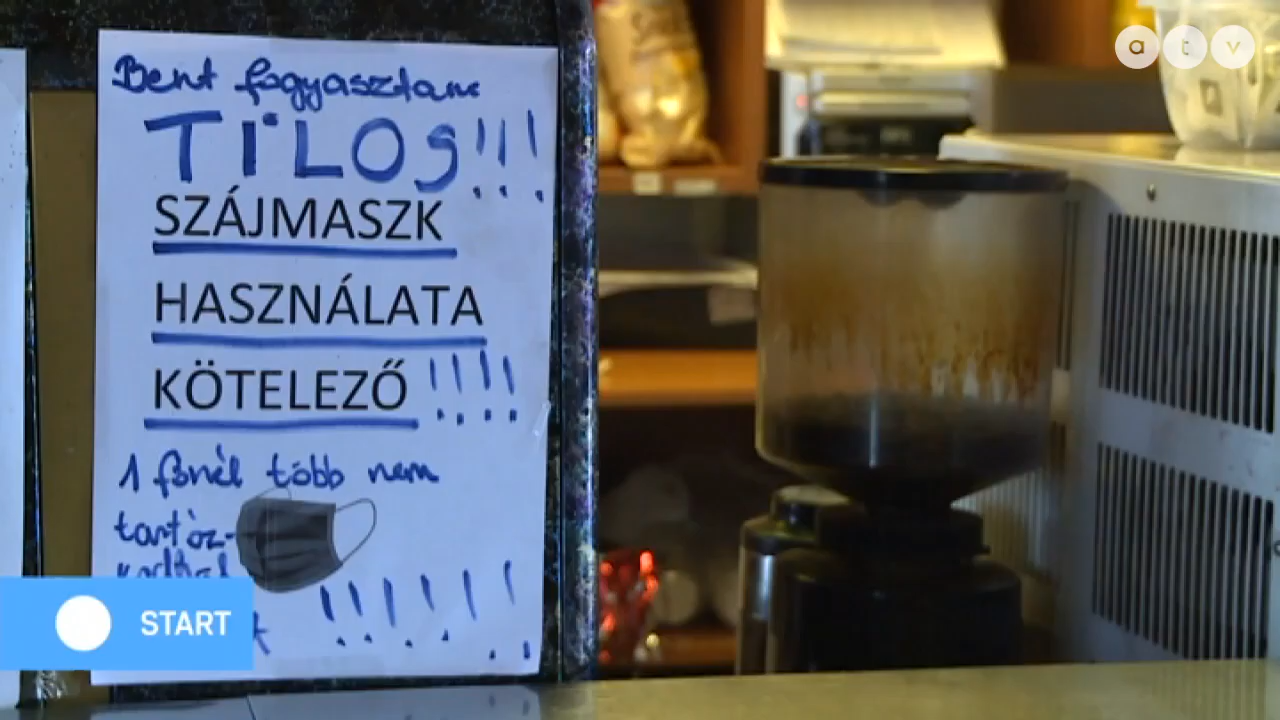 atv
Bent fogyasztani
TILOS!!!
SZÁJMASZK
HASZNÁLATA
KÖTELEZŐ!!!!
1 főnél több nem
tartóz-
START
!!!!!!